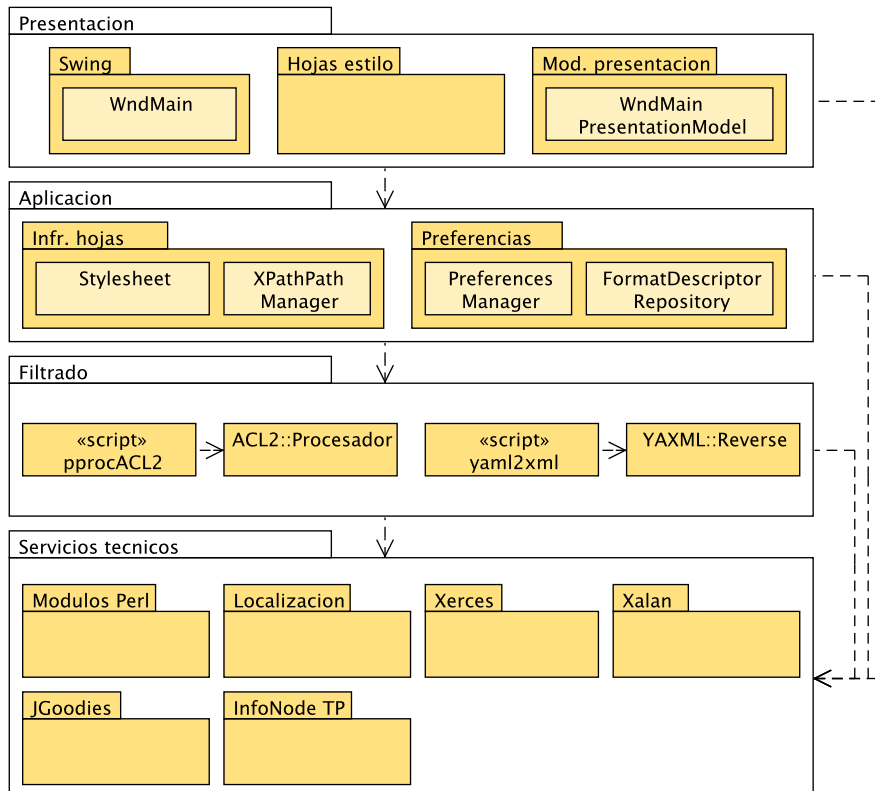 Presentacion
Swing
Hojas estilo
Mod. presentacion
WndMain
WndMain
PresentationModel
Aplicacion
Infr. hojas
Preferencias
Stylesheet
XPathPath
Manager
Preferences
Manager
FormatDescriptor
Repository
Filtrado
«script»
pprocACL2
ACL2::Procesador
«script»
yaml2xml
YAXML::Reverse
Servicios tecnicos
Modulos Perl
Localizacion
Xerces
Xalan
JGoodies
InfoNode TP